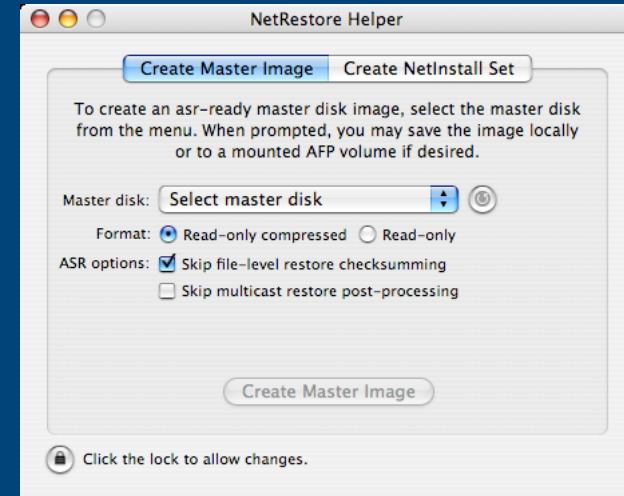 NetRestore Helper
Create Master Image Create NetInstall Set
To create an asr-ready master disk image, select the master disk
from the menu. When prompted, you may save the image locally
or to a mounted AFP volume if desired.
Master disk: Select master disk
Format: Read-only compressed Read-only
ASR options: Skip file-level restore checksumming
Skip multicast restore post-processing
Create Master Image
Click the lock to allow changes.